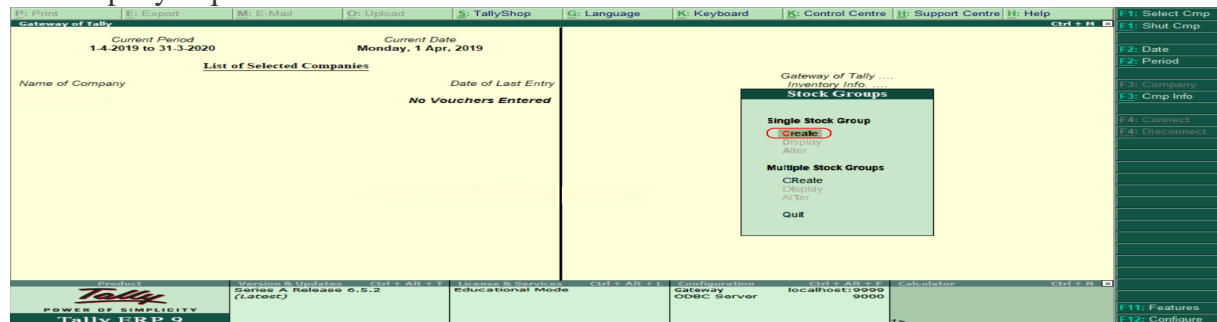 P: Print E: Export M: E-Mail O: Upload S: TallyShop G: Language K: Keyboard K: Control Centre H: Support Centre H: Help F1: Select Cmp
Gateway of Tally Ctrl + M F1: Shut Cmp
Current Period Current Date
1-4-2019 to 31-3-2020 Monday, 1 Apr, 2019 F2: Date
F2: Period
List of Selected Companies
Gateway of Tally ....
Name of Company Date of Last Entry Inventory Info. .... F3: Company
No Vouchers Entered Stock Groups F3: Cmp Info
Single Stock Group F4: Connect
Create F4: Disconnect
Display
Alter
Multiple Stock Groups
CReate
DIsplay
AlTer
Quit
Product Version & Updates Ctrl + Alt + T License & Services Ctrl + Alt + L Configuration Ctrl + Alt + F Calculator Ctrl + N
Tally Series A Release 6.5.2 Educational Mode Gateway localhost:9999
(Latest) ODBC Server 9000
POWER OF SIMPLICITY F11: Features
Tally ERP 9 1> F12: Configure